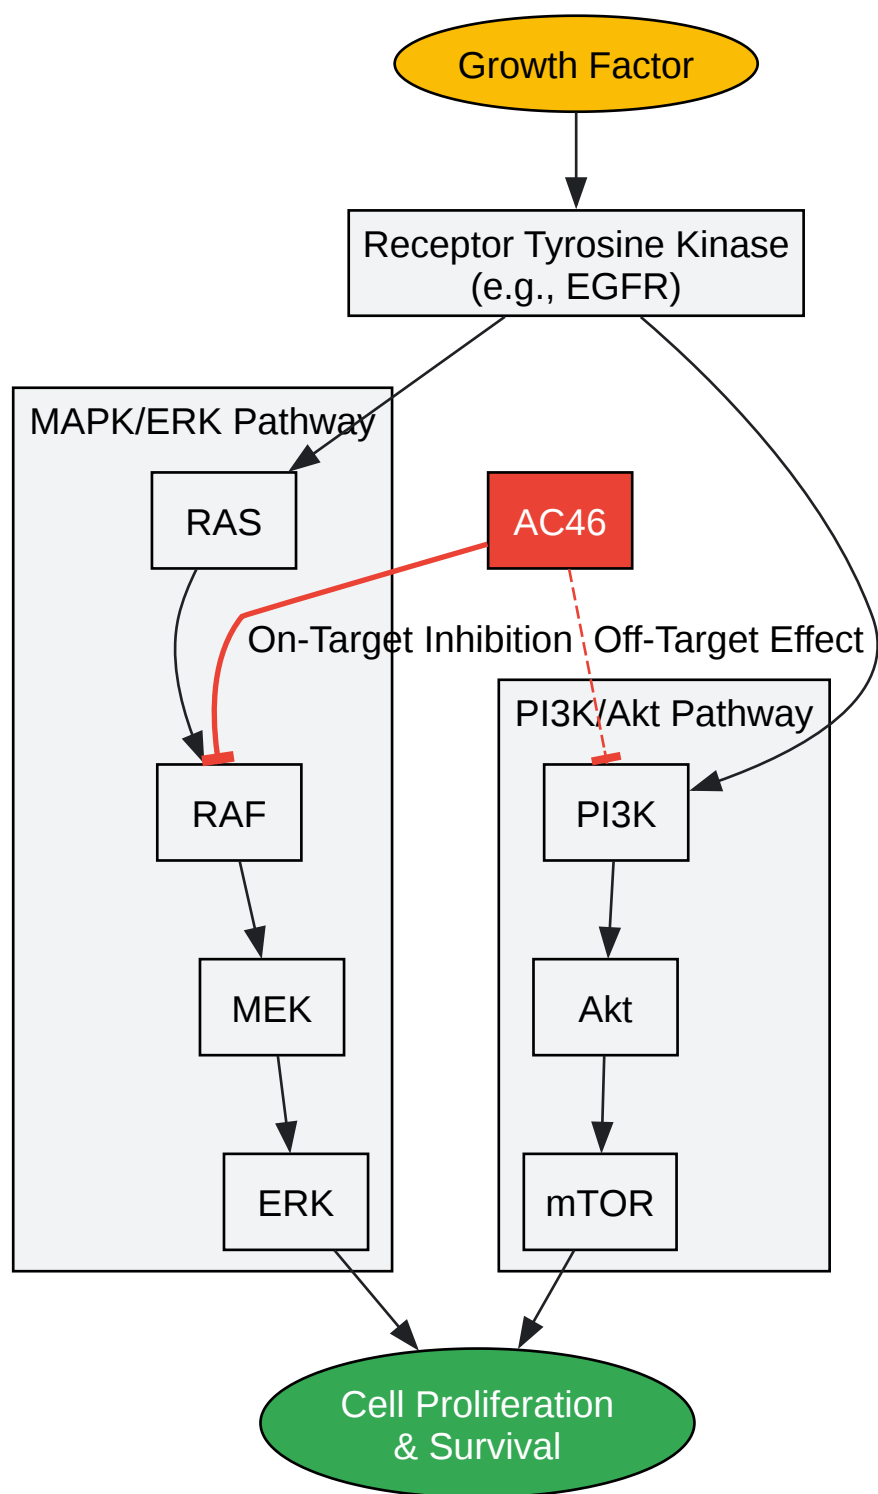 Growth Factor
Receptor Tyrosine Kinase
(e.g., EGFR)
MAPK/ERK Pathway
RAS
AC46
On-Target Inhibition
Off-Target Effect
PI3K/Akt Pathway
RAF
PI3K
MEK
Akt
ERK
mTOR
Cell Proliferation
& Survival